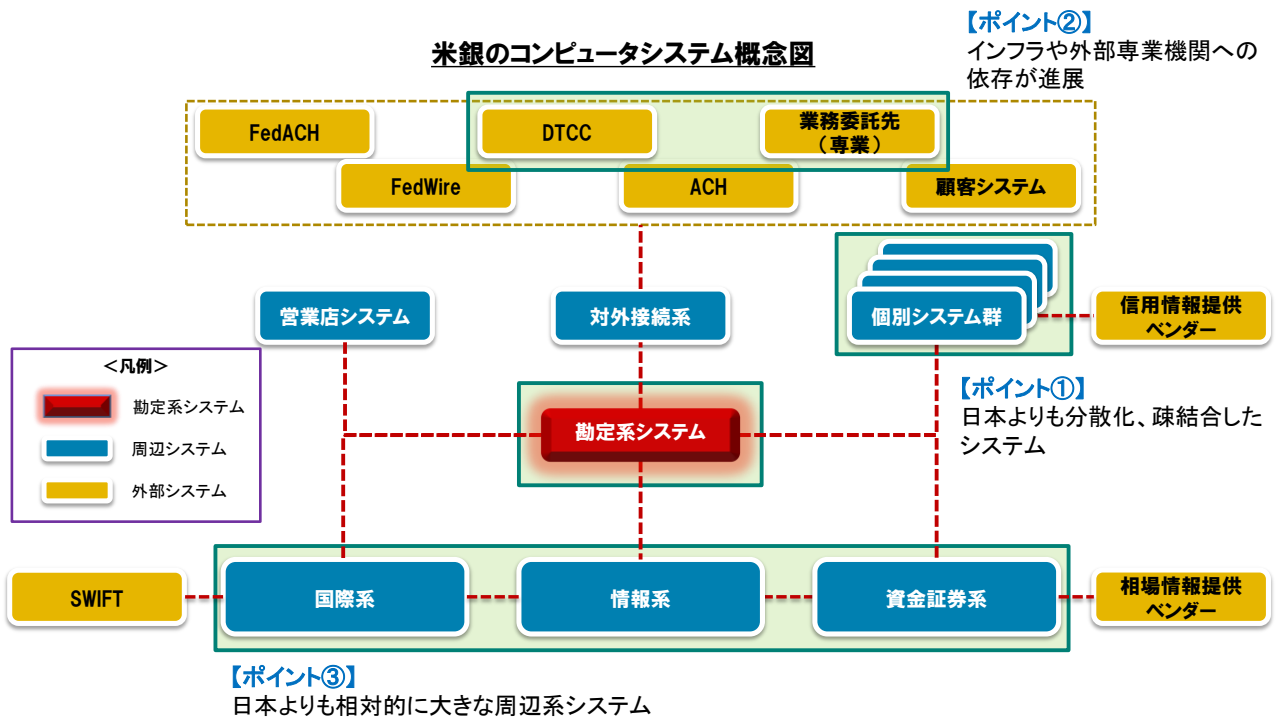 米銀のコンピュータシステム概念図
【ポイント②】
インフラや外部専業機関への
依存が進展
FedACH
DTCC
業務委託先
（専業）
FedWire
ACH
顧客システム
営業店システム
対外接続系
個別システム群
信用情報提供
ベンダー
＜凡例＞
勘定系システム
周辺システム
外部システム
勘定系システム
【ポイント①】
日本よりも分散化、疎結合した
システム
SWIFT
国際系
情報系
資金証券系
相場情報提供
ベンダー
【ポイント③】
日本よりも相対的に大きな周辺系システム